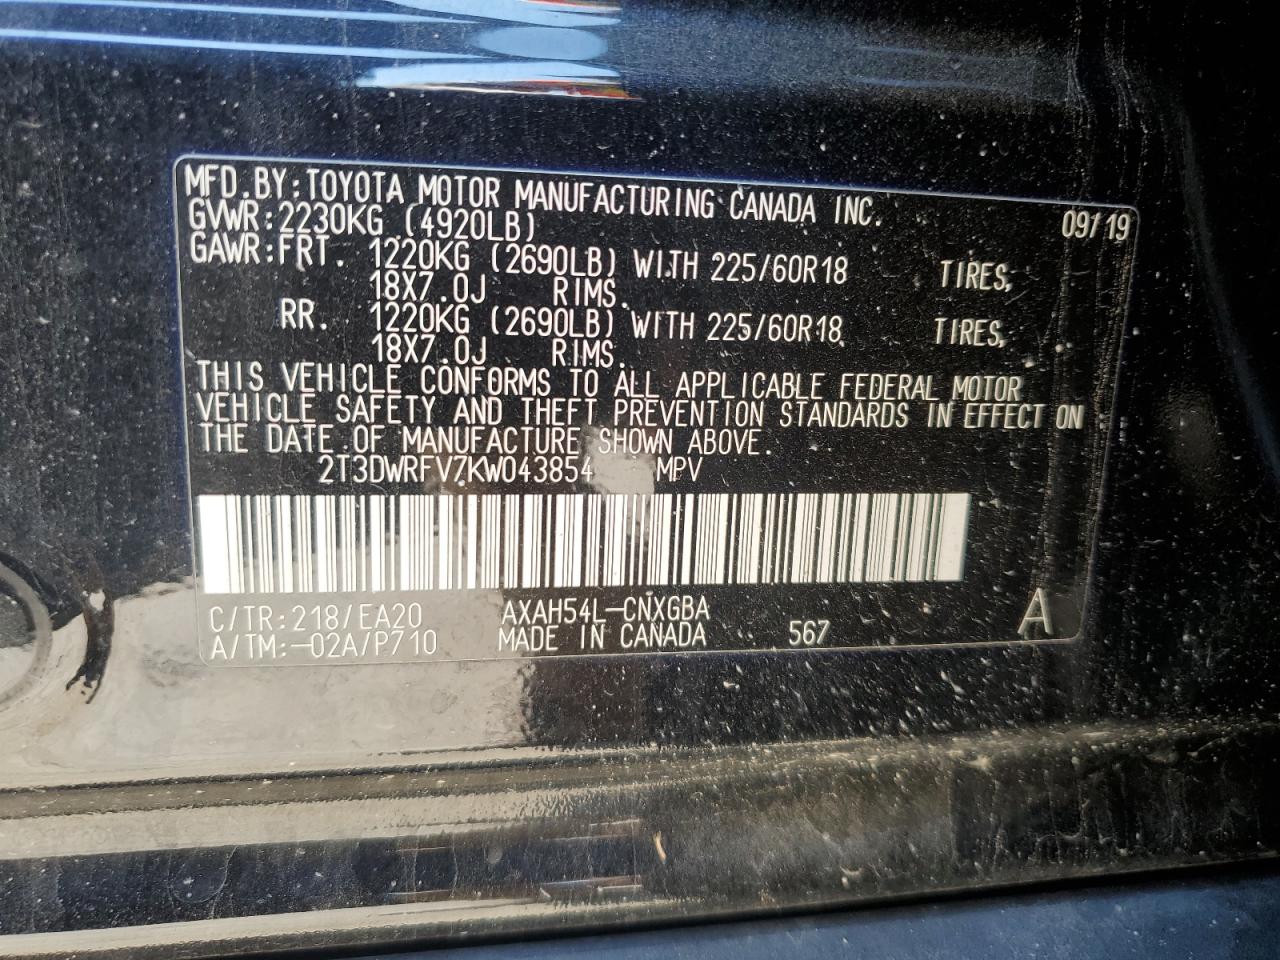 MFD.BY:TOYOTA MOTOR MANUFACTURING CANADA INC. 09/19
GVWR:2230KG (4920LB)
GAWR:FRT. 1220KG (2690LB) WITH 225/60R18 TIRES,
18X7.0J RIMS.
RR. 1220KG (2690LB) WITH 225/60R18 TIRES,
18X7.0J RIMS.
THIS VEHICLE CONFORMS TO ALL APPLICABLE FEDERAL MOTOR
VEHICLE SAFETY AND THEFT PREVENTION STANDARDS IN EFFECT ON
THE DATE OF MANUFACTURE SHOWN ABOVE.
2T3DWRFV7KW043854 MPV
C/TR:218/EA20 AXAH54L-CNXGBA
A/TM:-02A/P710 MADE IN CANADA 567 A